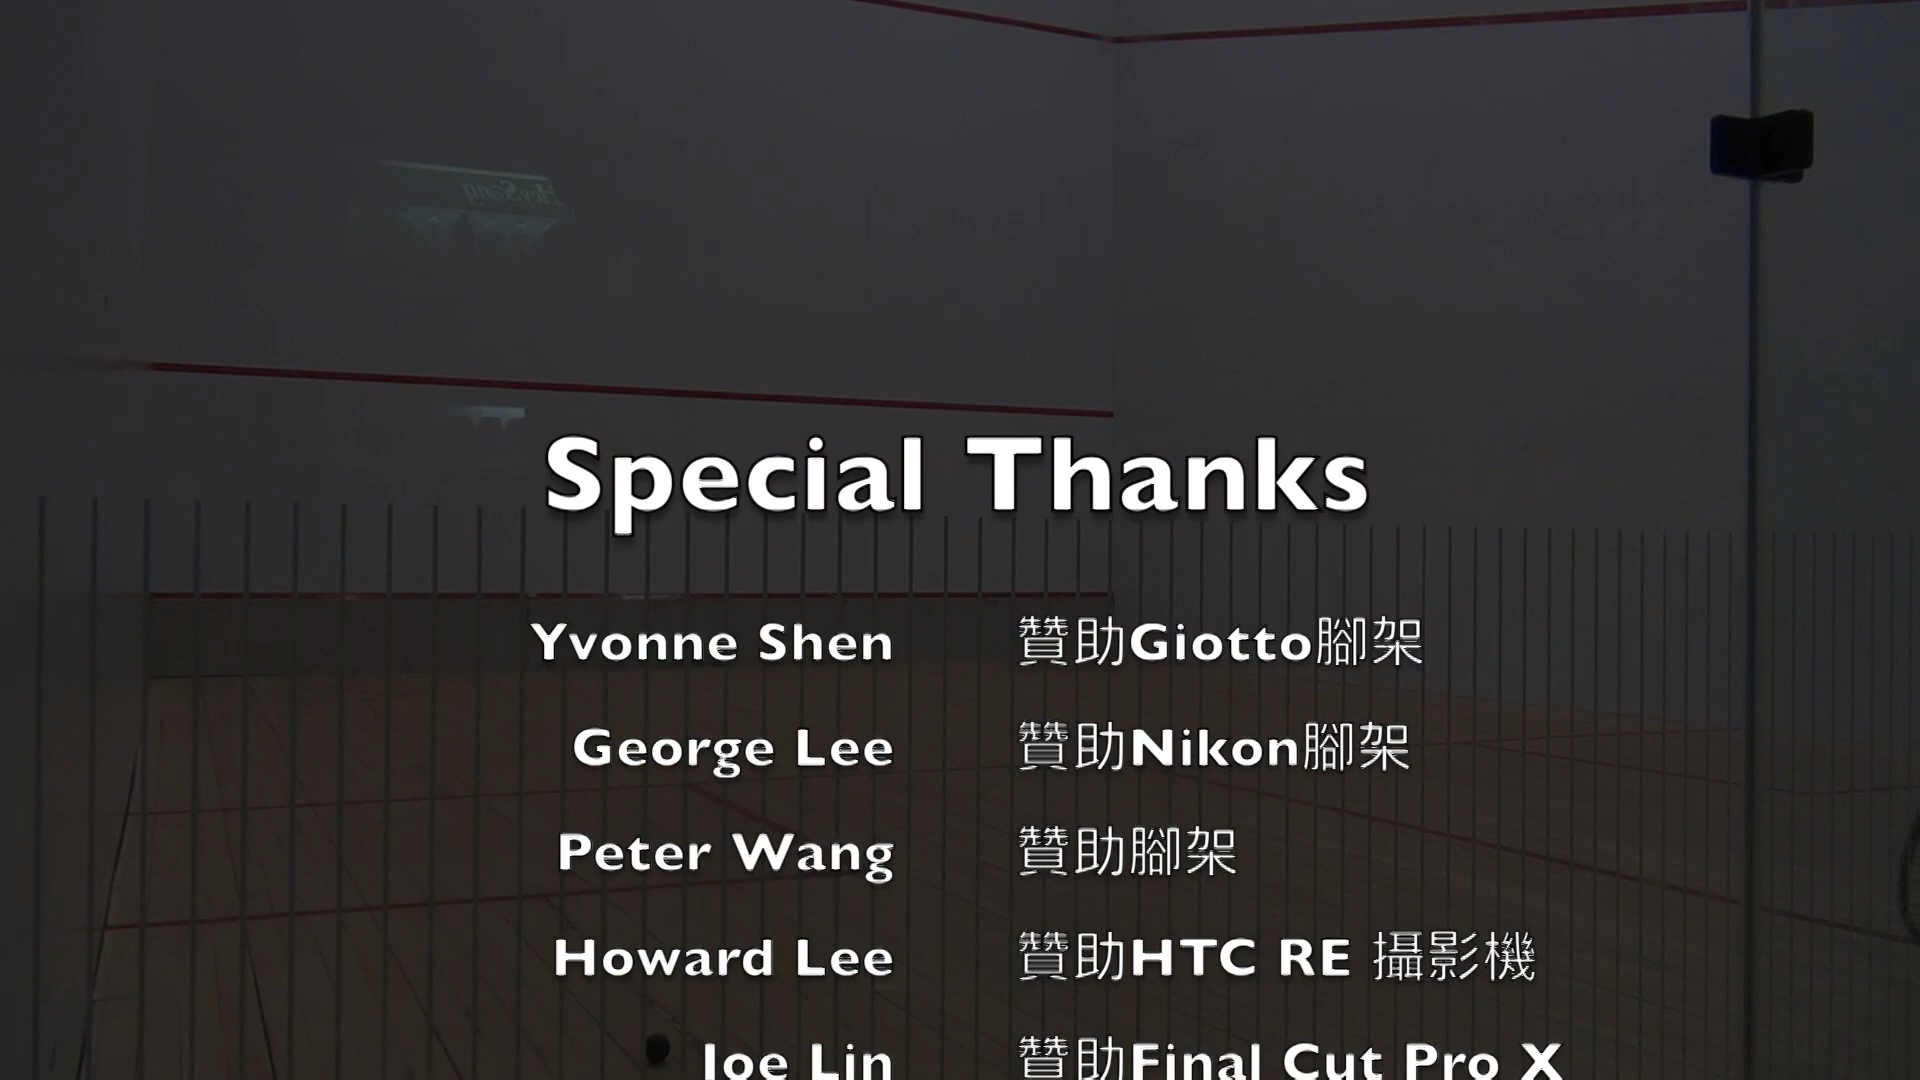 Special Thanks
Yvonne Shen 贊助Giotto腳架
George Lee 贊助Nikon腳架
Peter Wang 贊助腳架
Howard Lee 贊助HTC RE 攝影機
Joe Lin 贊助Final Cut Pro X